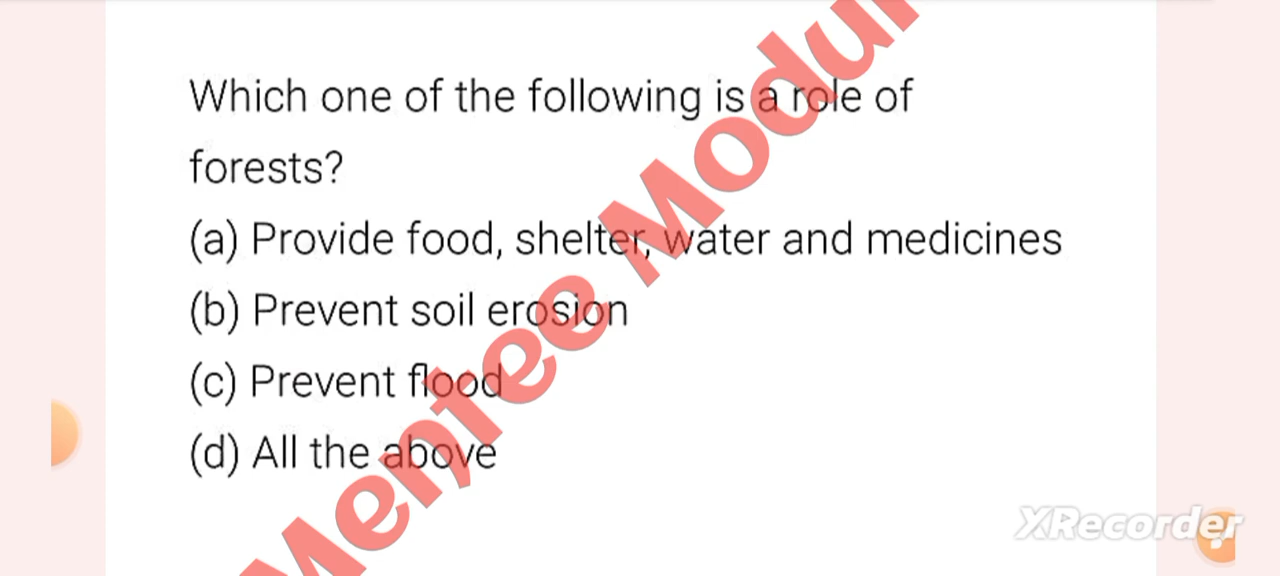 Which one of the following is a role of
forests?
(a) Provide food, shelter, water and medicines
(b) Prevent soil erosion
(c) Prevent flood
(d) All the above
Mentee
XRecorder